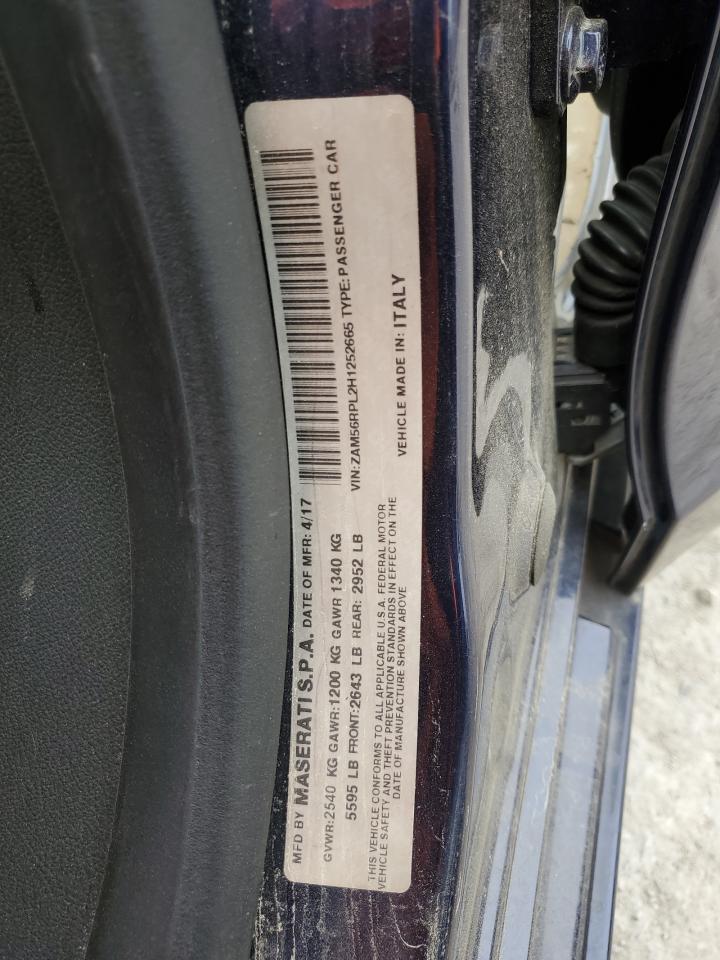 MFD BY MASERATI S.P.A. DATE OF MFR: 4/17
GVWR:2540 KG GAWR:1200 KG GAWR 1340 KG
5595 LB FRONT:2643 LB REAR: 2952 LB
VIN:ZAM56RPL2H1252665 TYPE:PASSENGER CAR
THIS VEHICLE CONFORMS TO ALL APPLICABLE U.S.A. FEDERAL MOTOR
VEHICLE SAFETY AND THEFT PREVENTION STANDARDS IN EFFECT ON THE
DATE OF MANUFACTURE SHOWN ABOVE
VEHICLE MADE IN: ITALY